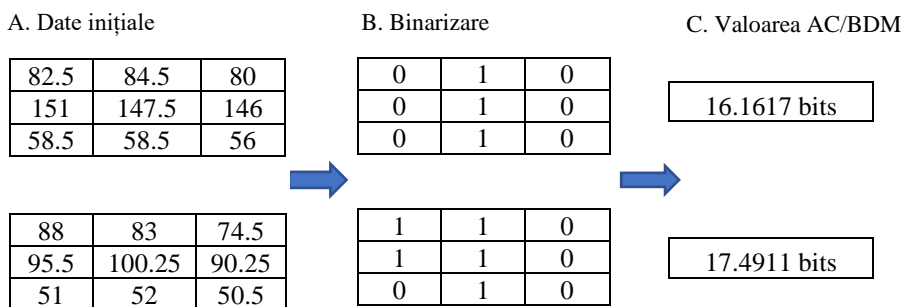 A. Date inițiale B. Binarizare C. Valoarea AC/BDM
82.5 84.5 80 0 1 0
151 147.5 146 0 1 0 16.1617 bits
58.5 58.5 56 0 1 0
88 83 74.5 1 1 0
95.5 100.25 90.25 1 1 0 17.4911 bits
51 52 50.5 0 1 0